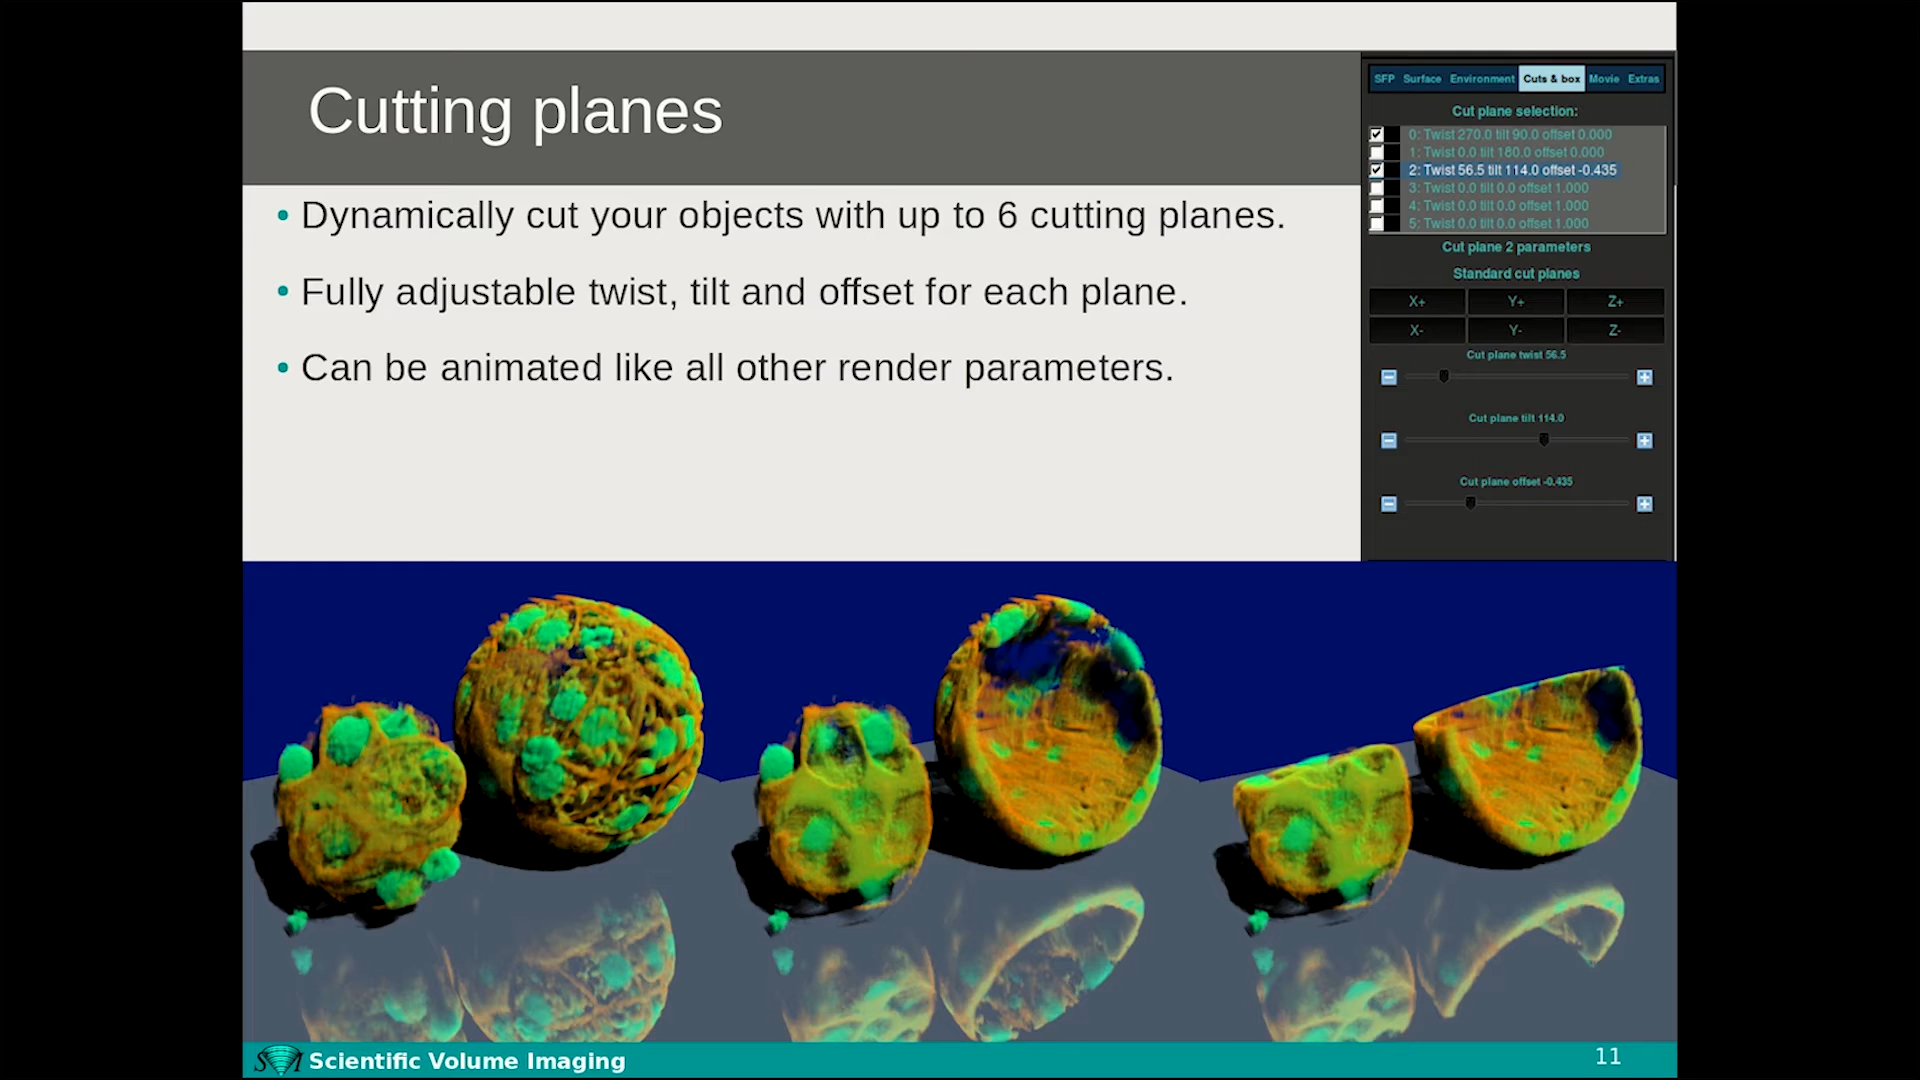 Cutting planes
• Dynamically cut your objects with up to 6 cutting planes.
• Fully adjustable twist, tilt and offset for each plane.
• Can be animated like all other render parameters.
SFP Surface Environment Cuts & box Movie Extras
Cut plane selection:
0: Twist 270.0 tilt 90.0 offset 0.000
1: Twist 0.0 tilt 180.0 offset 0.000
2: Twist 56.5 tilt 114.0 offset -0.435
3: Twist 0.0 tilt 0.0 offset 1.000
4: Twist 0.0 tilt 0.0 offset 1.000
5: Twist 0.0 tilt 0.0 offset 1.000
Cut plane 2 parameters
Standard cut planes
X+ Y+ Z+
X- Y- Z-
Cut plane twist 56.5
Cut plane tilt 114.0
Cut plane offset -0.435
SVI Scientific Volume Imaging
11